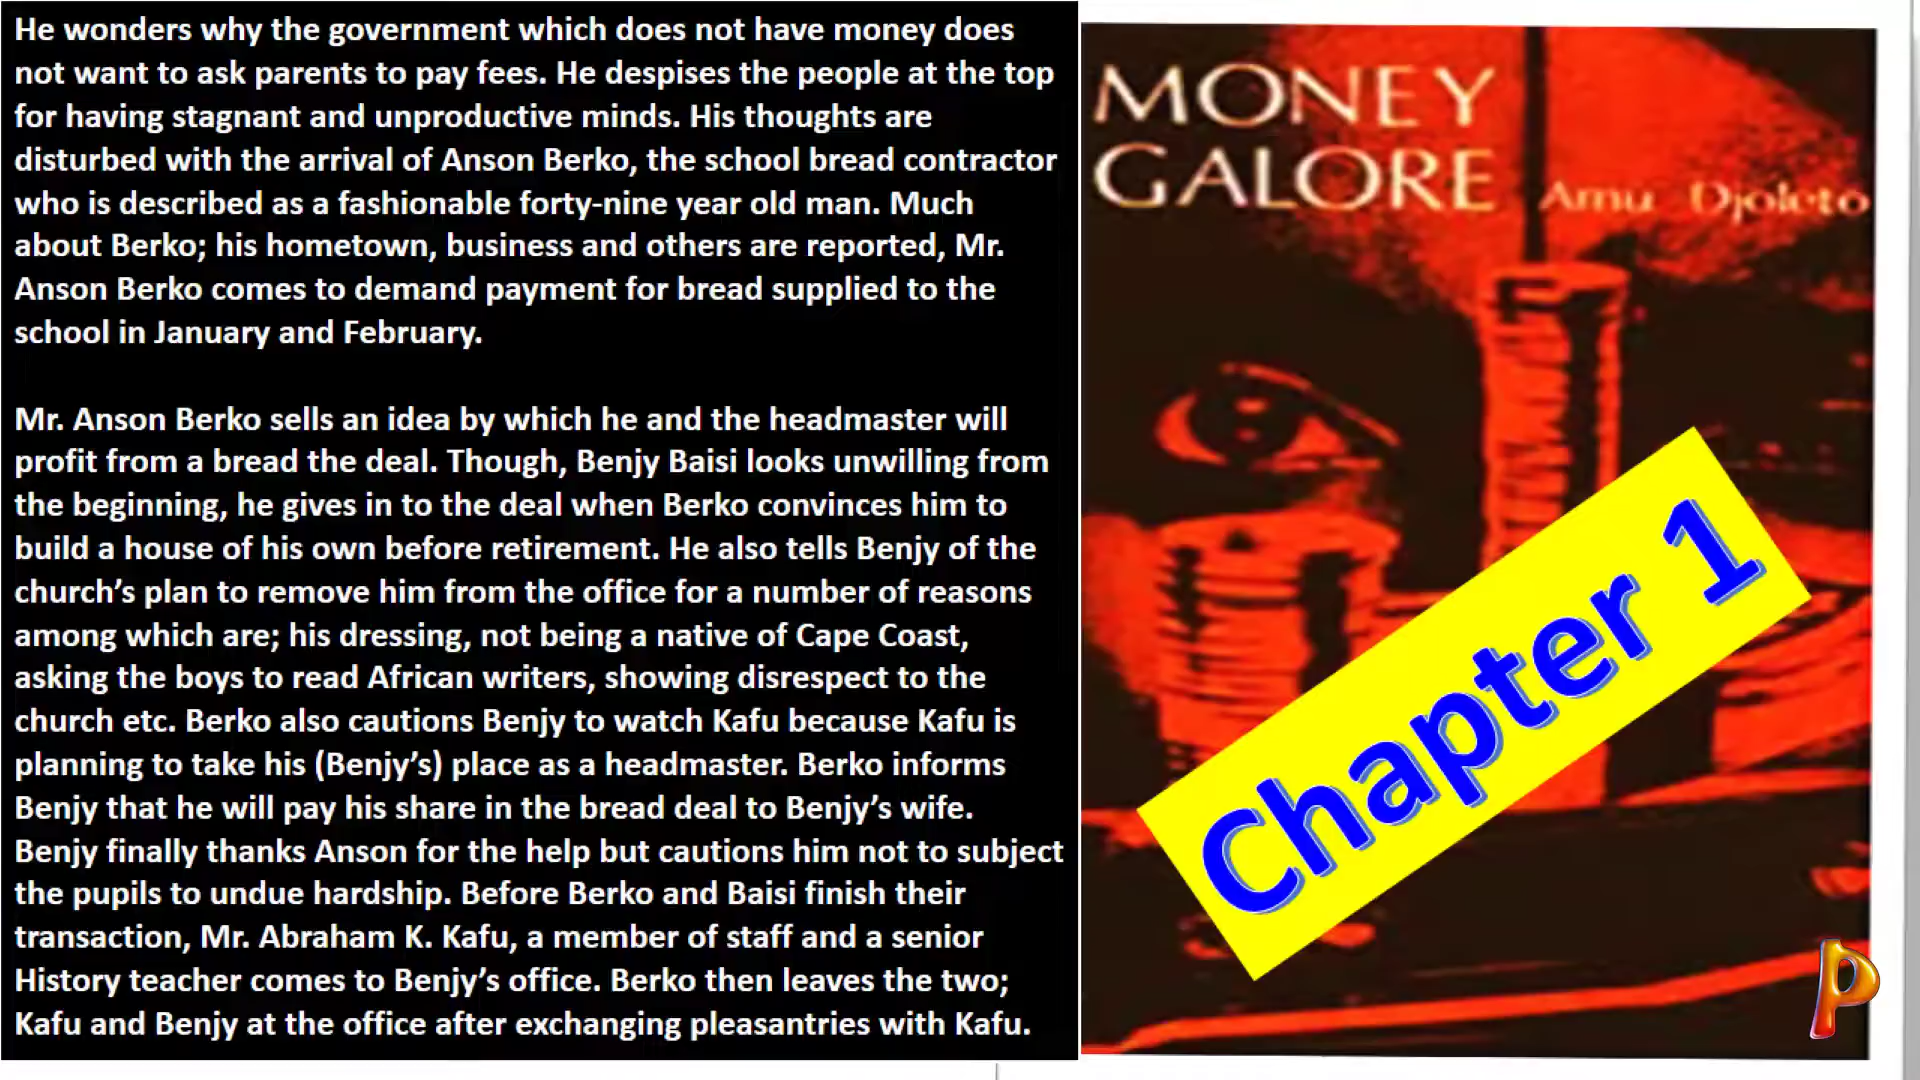 He wonders why the government which does not have money does
not want to ask parents to pay fees. He despises the people at the top
for having stagnant and unproductive minds. His thoughts are
disturbed with the arrival of Anson Berko, the school bread contractor
who is described as a fashionable forty-nine year old man. Much
about Berko; his hometown, business and others are reported, Mr.
Anson Berko comes to demand payment for bread supplied to the
school in January and February.
Mr. Anson Berko sells an idea by which he and the headmaster will
profit from a bread the deal. Though, Benjy Baisi looks unwilling from
the beginning, he gives in to the deal when Berko convinces him to
build a house of his own before retirement. He also tells Benjy of the
church’s plan to remove him from the office for a number of reasons
among which are; his dressing, not being a native of Cape Coast,
asking the boys to read African writers, showing disrespect to the
church etc. Berko also cautions Benjy to watch Kafu because Kafu is
planning to take his (Benjy’s) place as a headmaster. Berko informs
Benjy that he will pay his share in the bread deal to Benjy’s wife.
Benjy finally thanks Anson for the help but cautions him not to subject
the pupils to undue hardship. Before Berko and Baisi finish their
transaction, Mr. Abraham K. Kafu, a member of staff and a senior
History teacher comes to Benjy’s office. Berko then leaves the two;
Kafu and Benjy at the office after exchanging pleasantries with Kafu.
MONEY
GALORE
Amu Djoleto
Chapter 1
P